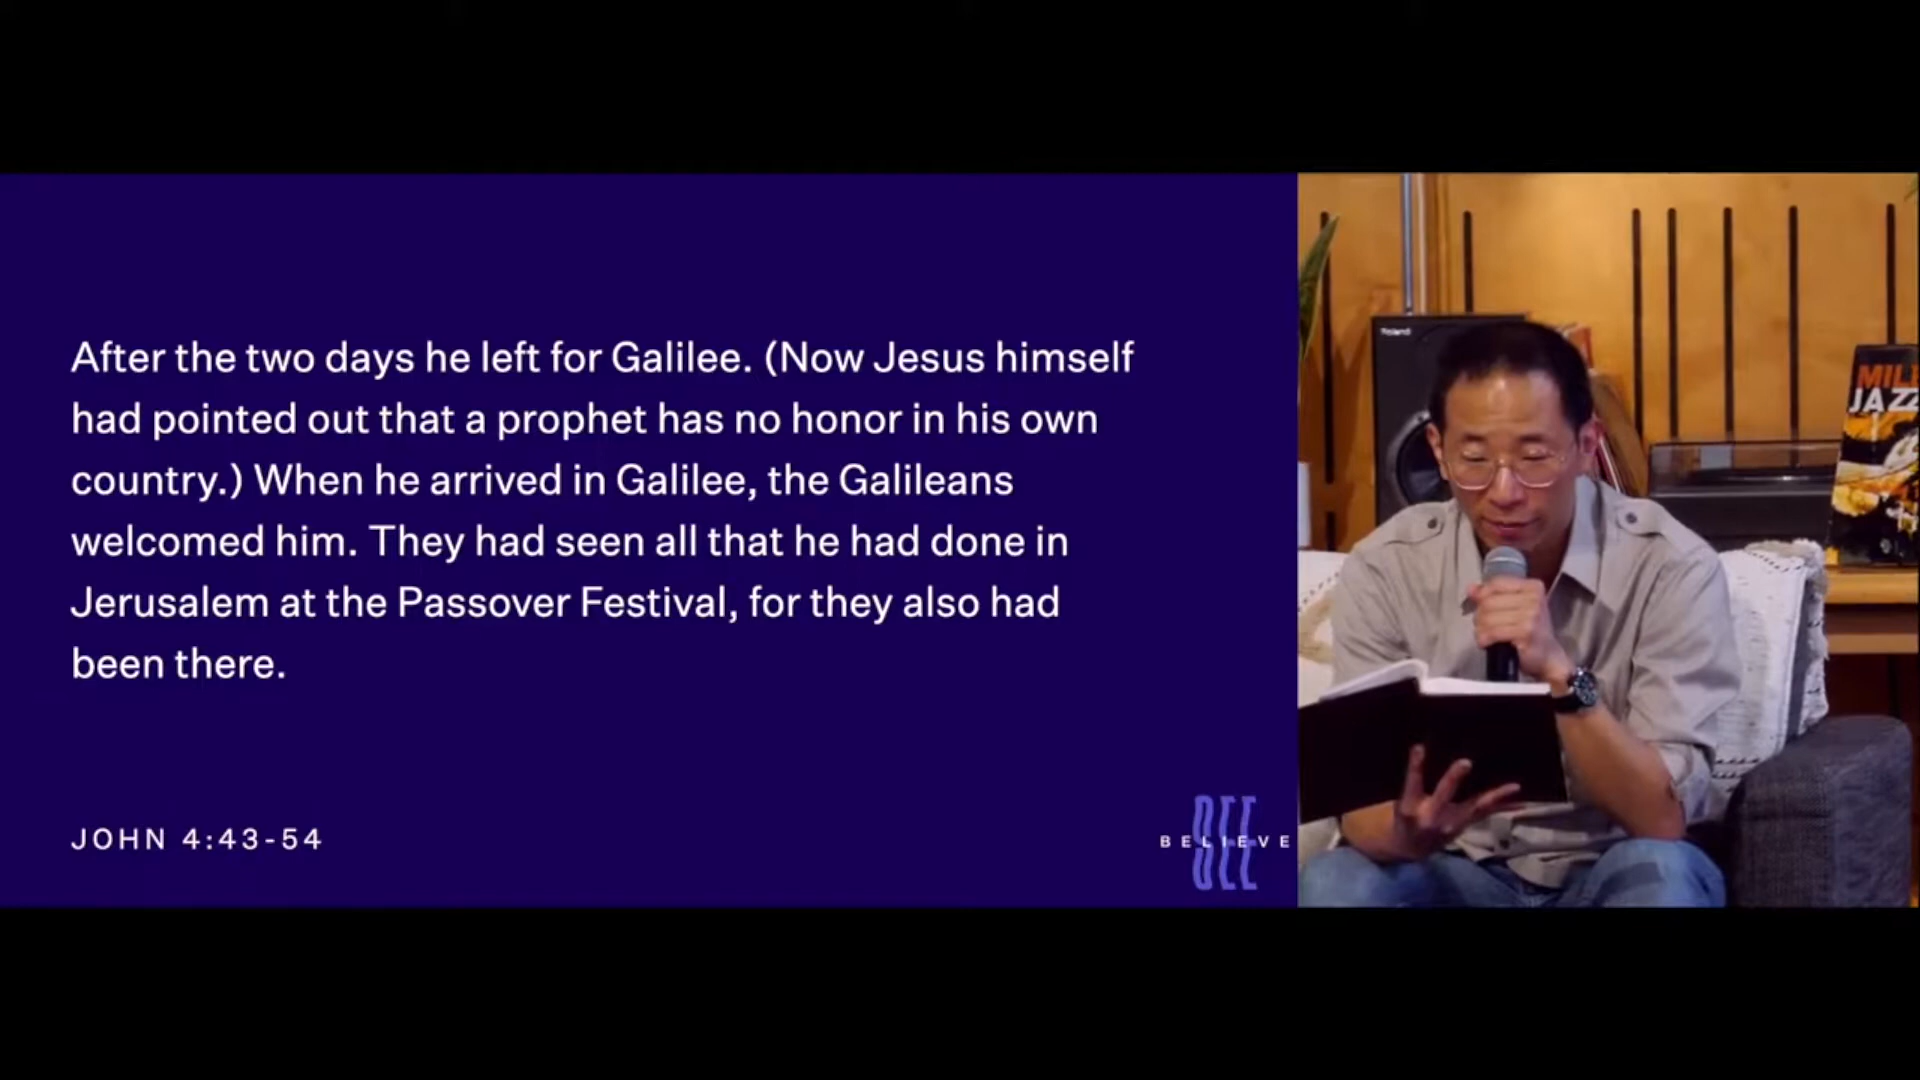 After the two days he left for Galilee. (Now Jesus himself
had pointed out that a prophet has no honor in his own
country.) When he arrived in Galilee, the Galileans
welcomed him. They had seen all that he had done in
Jerusalem at the Passover Festival, for they also had
been there.
JOHN 4:43-54
SEE
BELIEVE
Roland
JAZZ